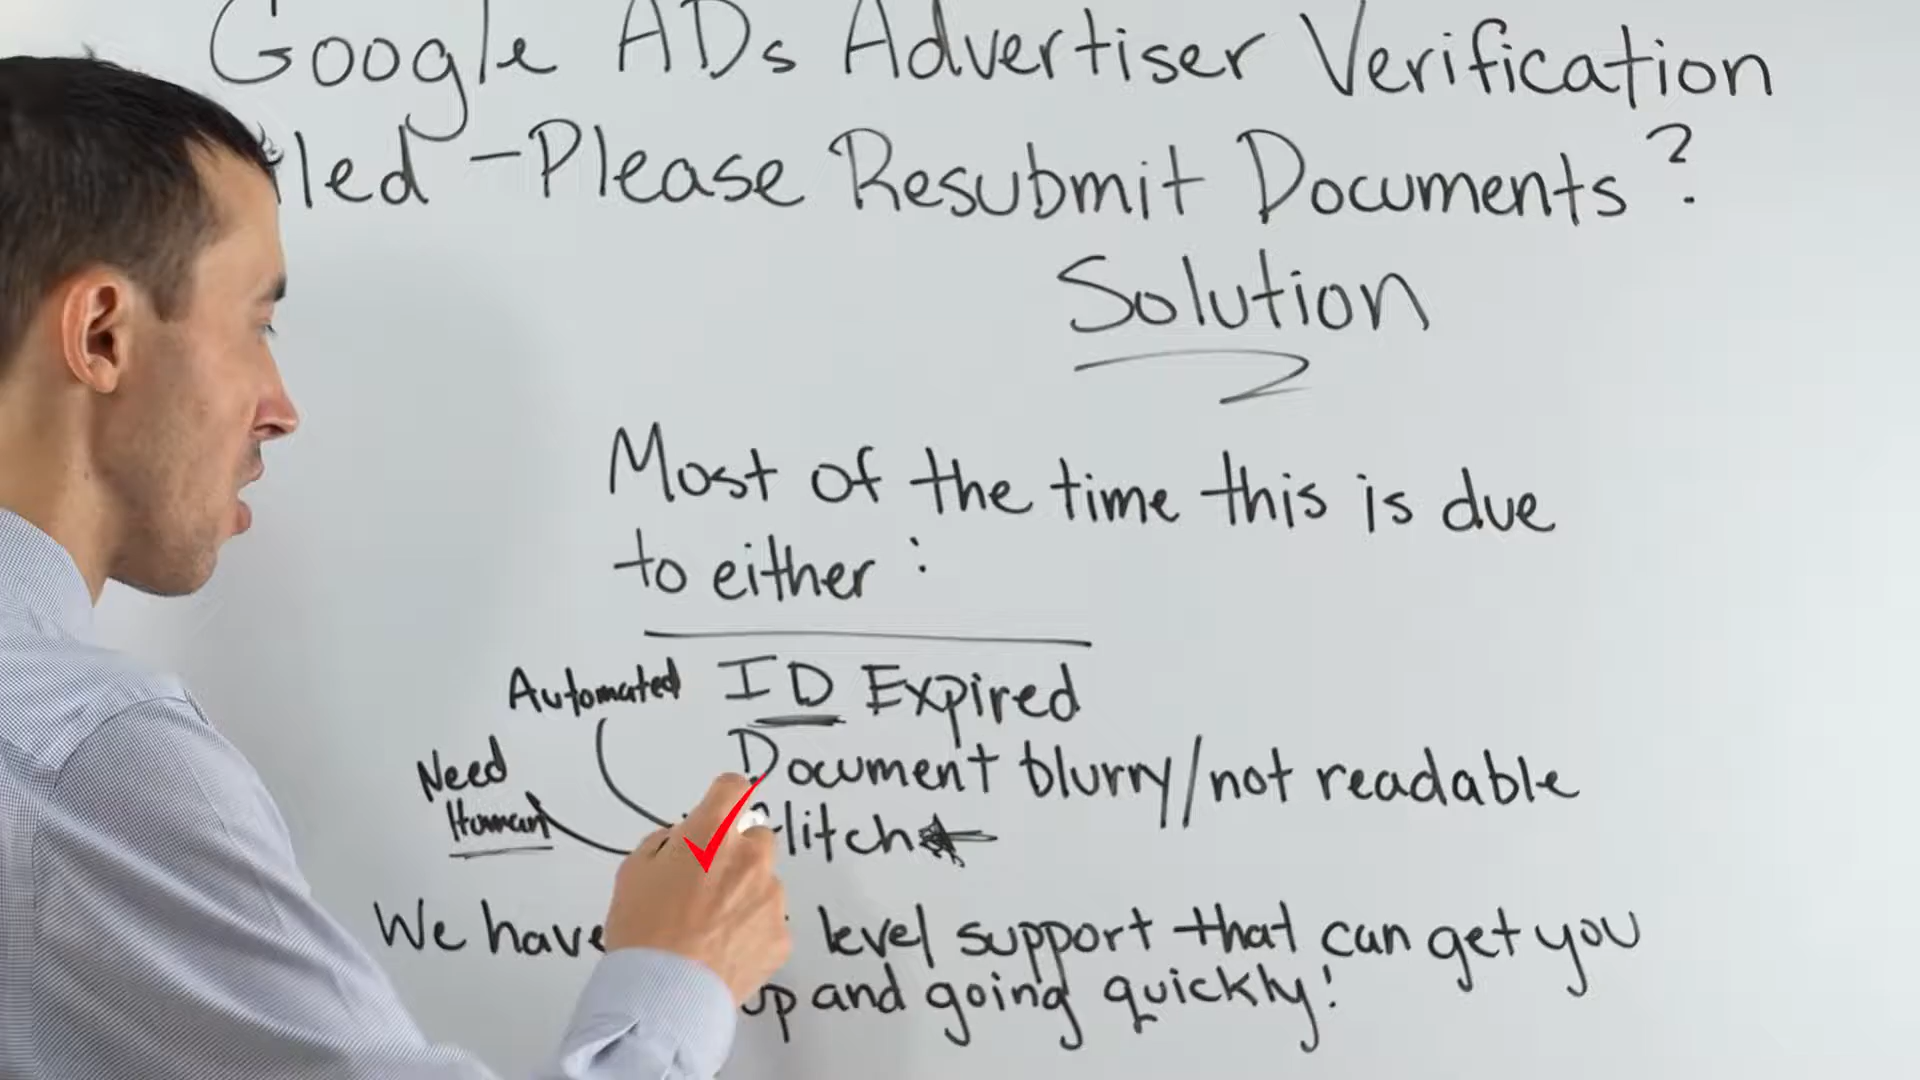 Google ADs Advertiser Verification
led - Please Resubmit Documents?
Solution
Most of the time this is due
to either:
Automated ID Expired
Need Document blurry/not readable
Human litch
We have level support that can get you
up and going quickly!